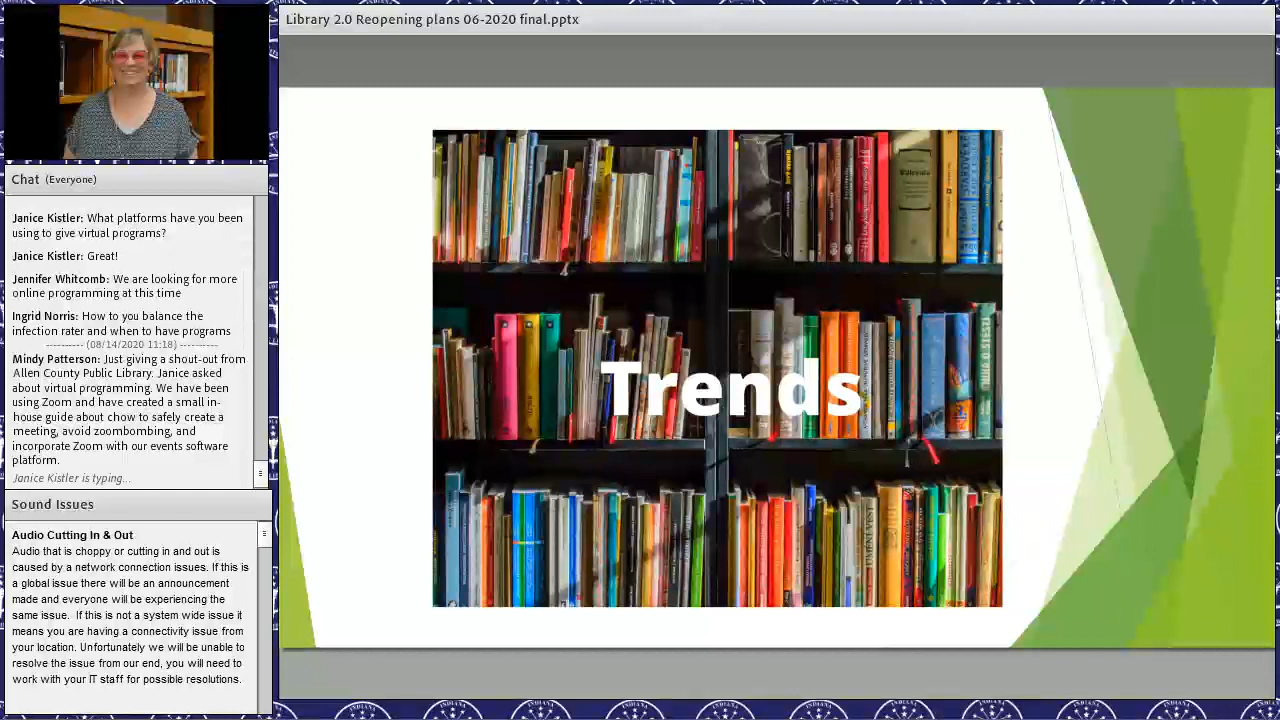 Library 2.0 Reopening plans 06-2020 final.pptx
Chat (Everyone)
Janice Kistler: What platforms have you been
using to give virtual programs?
Janice Kistler: Great!
Jennifer Whitcomb: We are looking for more
online programming at this time
Ingrid Norris: How to you balance the
infection rater and when to have programs
---------- (08/14/2020 11:18) ----------
Mindy Patterson: Just giving a shout-out from
Allen County Public Library. Janice asked
about virtual programming. We have been
using Zoom and have created a small in-
house guide about chow to safely create a
meeting, avoid zoombombing, and
incorporate Zoom with our events software
platform.
Janice Kistler is typing...
Sound Issues
Audio Cutting In & Out
Audio that is choppy or cutting in and out is
caused by a network connection issues. If this is
a global issue there will be an announcement
made and everyone will be experiencing the
same issue.  If this is not a system wide issue it
means you are having a connectivity issue from
your location. Unfortunately we will be unable to
resolve the issue from our end, you will need to
work with your IT staff for possible resolutions.
Trends
INDIANA